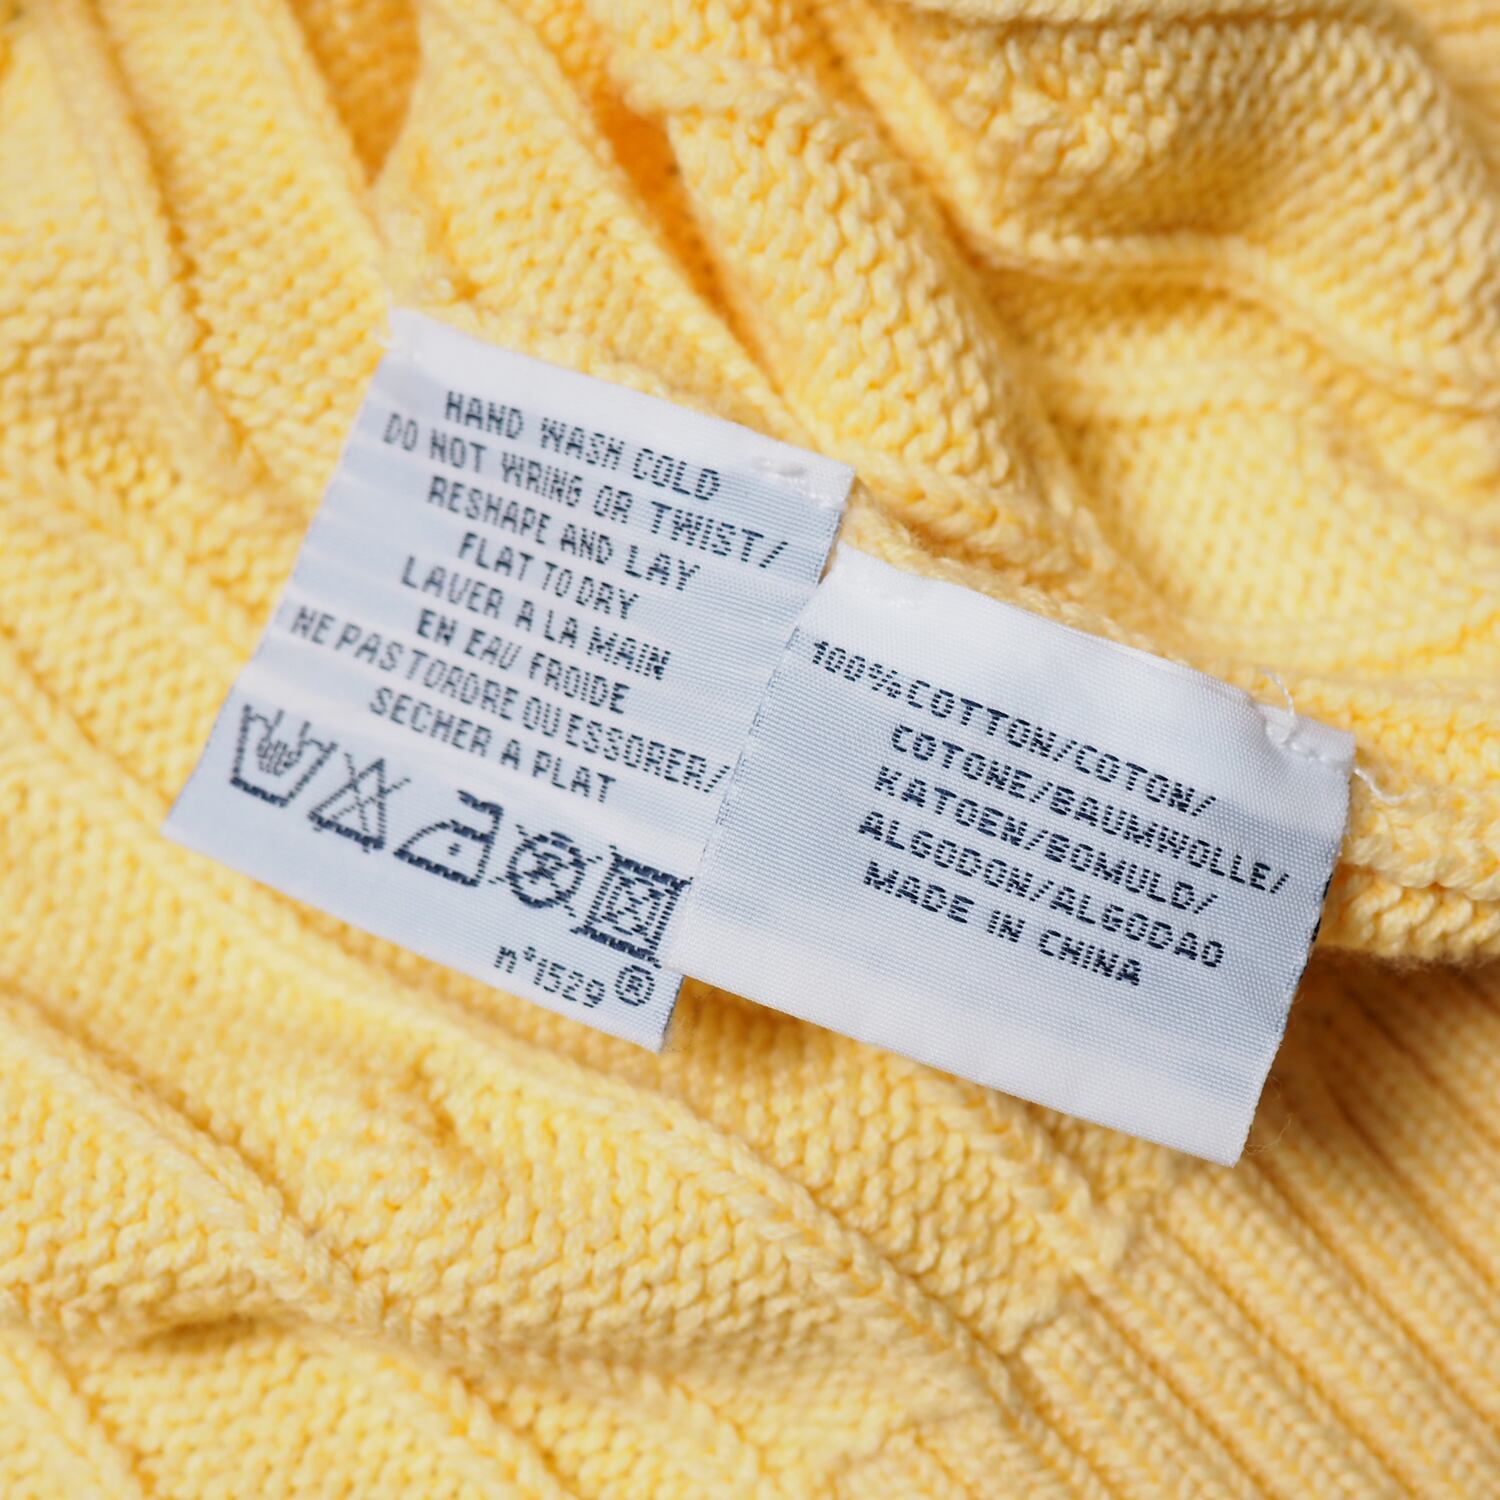 HAND WASH COLD
DO NOT WRING OR TWIST/
RESHAPE AND LAY
FLAT TO DRY
LAVER A LA MAIN
EN EAU FROIDE
NE PAS TORDRE OU ESSORER/
SECHER A PLAT
n°1529 ®
100%COTTON/COTON/
COTONE/BAUMWOLLE/
KATOEN/BOMULD/
ALGODON/ALGODAO
MADE IN CHINA